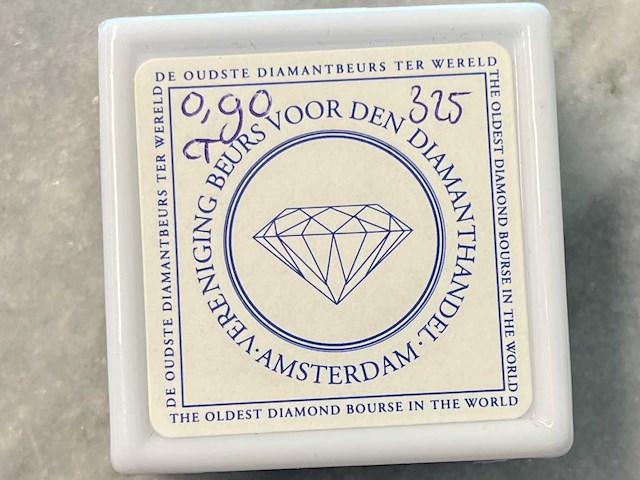 DE OUDSTE DIAMANTBEURS TER WERELD
THE OLDEST DIAMOND BOURSE IN THE WORLD
THE OLDEST DIAMOND BOURSE IN THE WORLD
DE OUDSTE DIAMANTBEURS TER WERELD
0,90
325
VERENIGING BEURS VOOR DEN DIAMANTHANDEL
·AMSTERDAM·